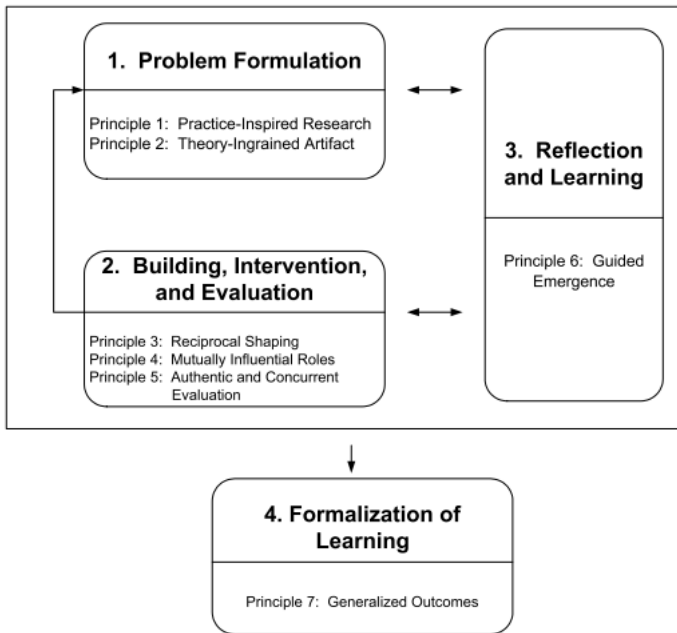 1. Problem Formulation
Principle 1: Practice-Inspired Research
Principle 2: Theory-Ingrained Artifact
2. Building, Intervention,
and Evaluation
Principle 3: Reciprocal Shaping
Principle 4: Mutually Influential Roles
Principle 5: Authentic and Concurrent
Evaluation
3. Reflection
and Learning
Principle 6: Guided
Emergence
4. Formalization of
Learning
Principle 7: Generalized Outcomes